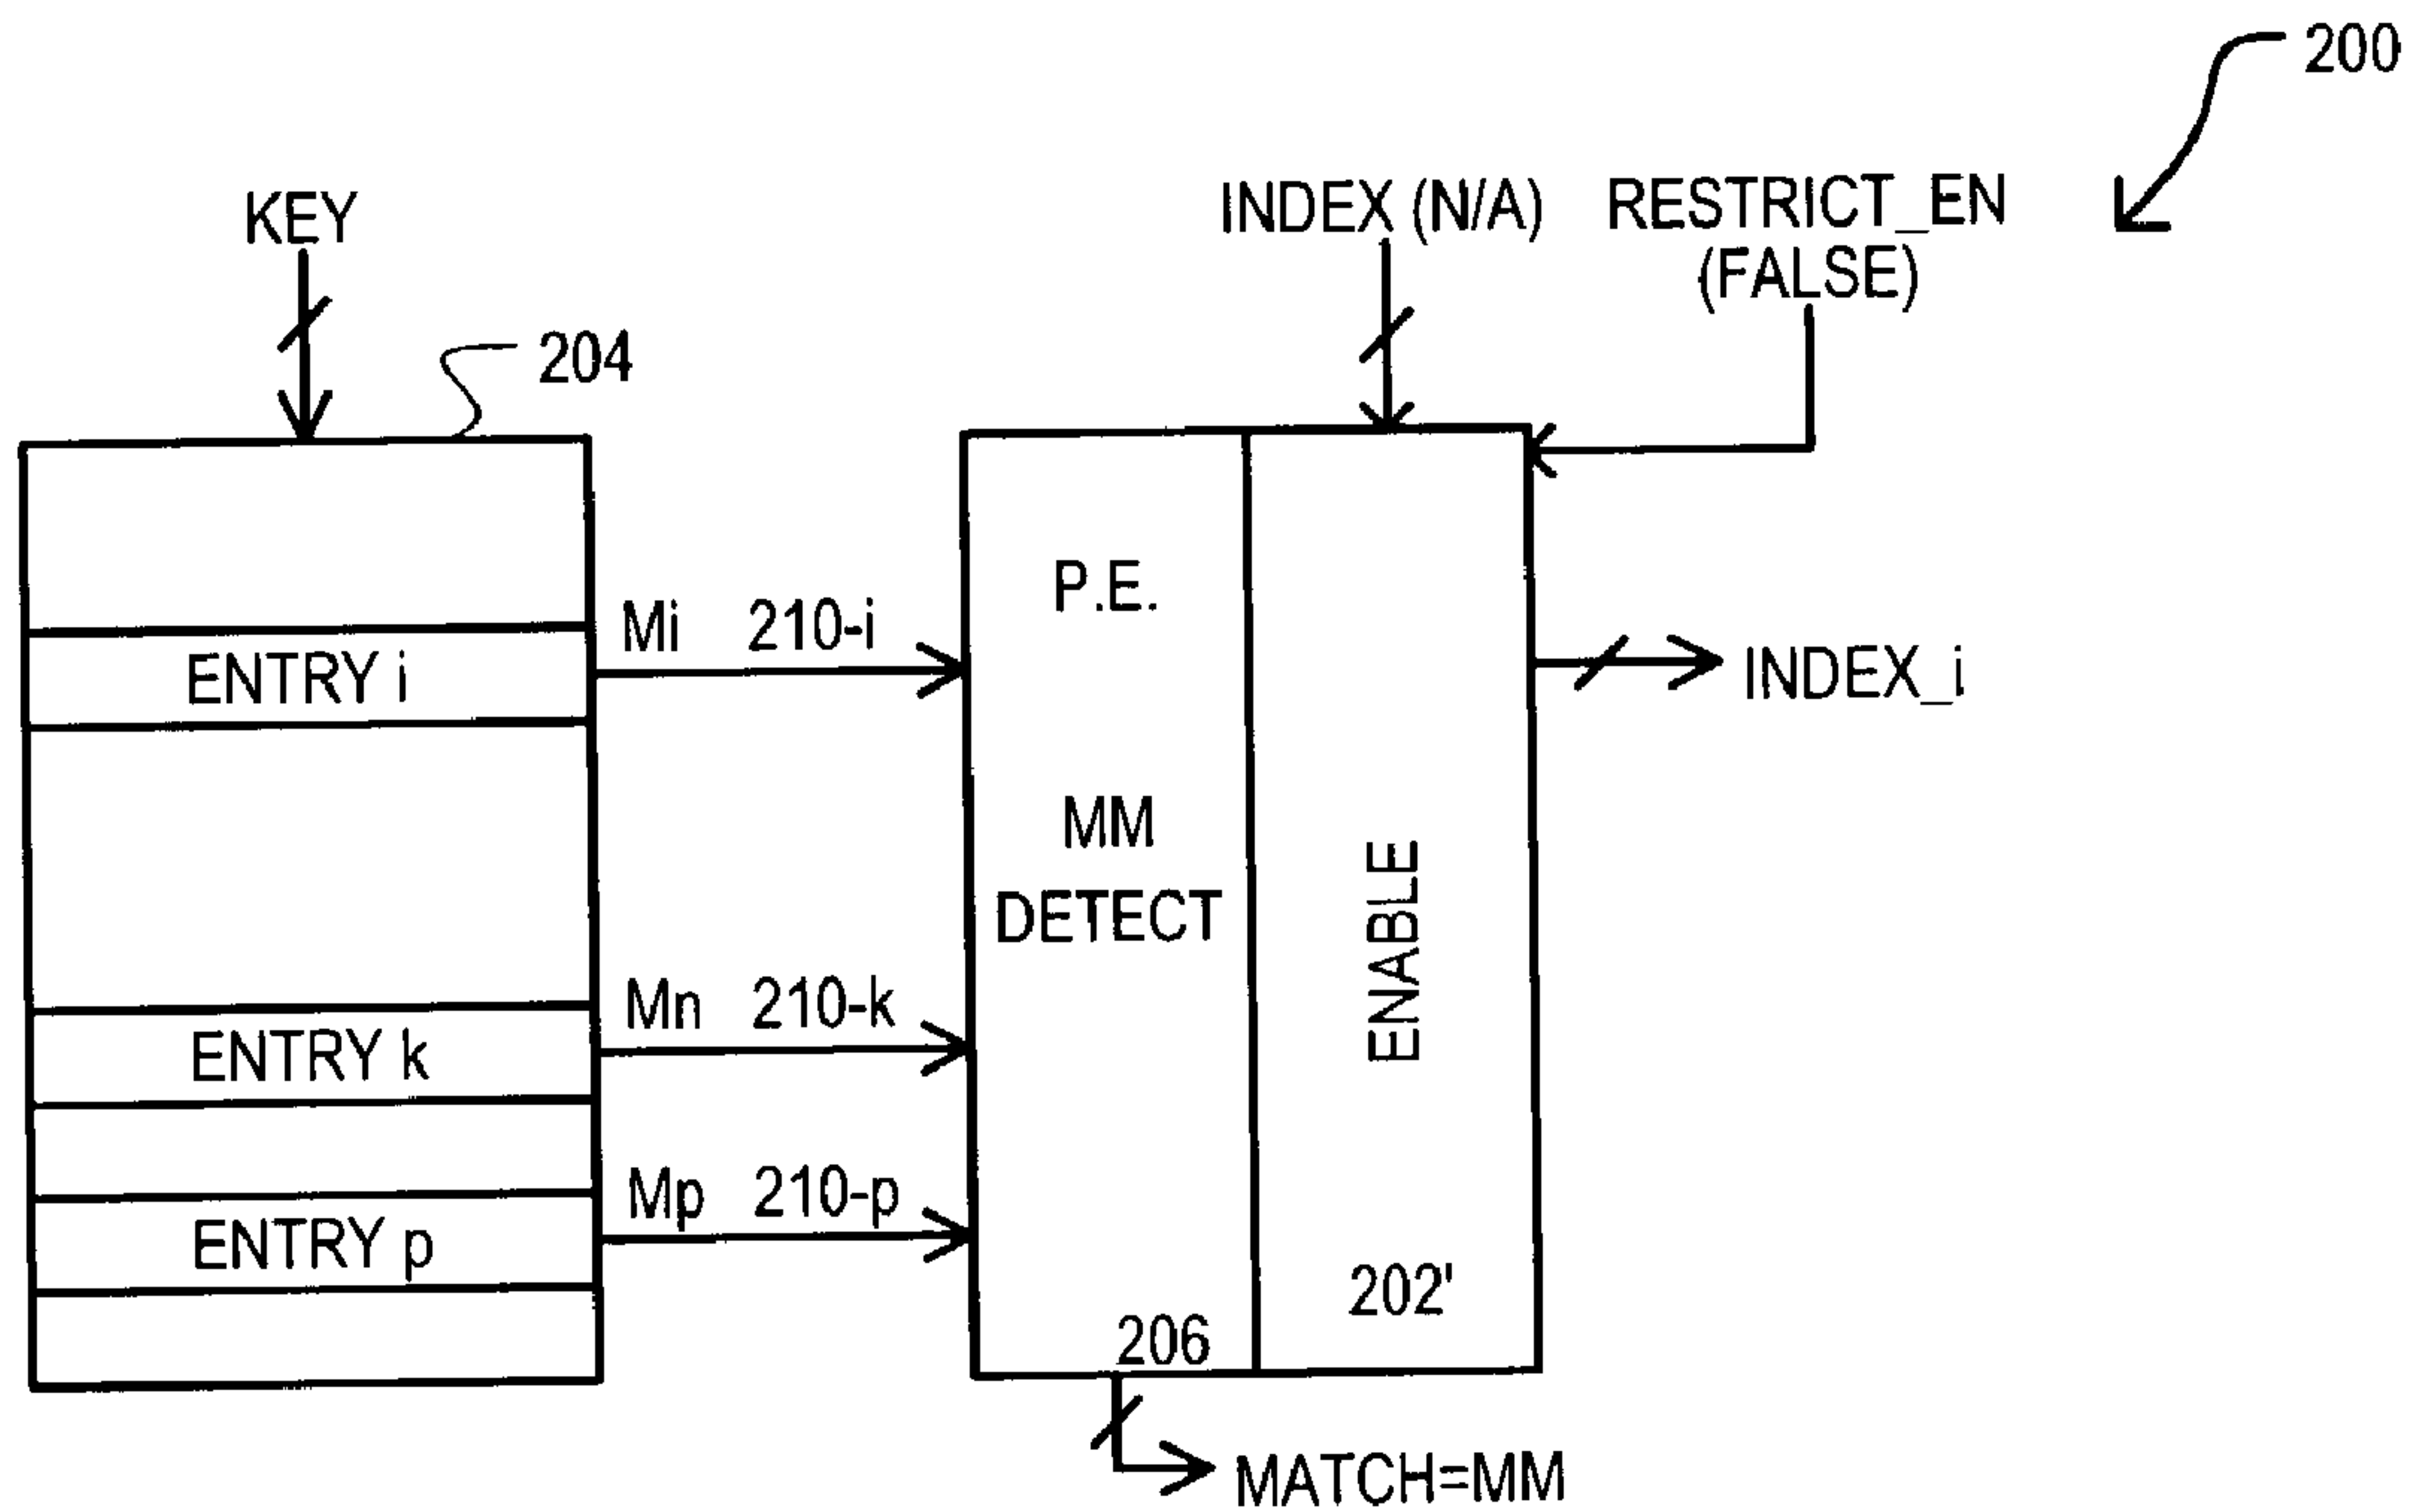 200
KEY
INDEX (N/A)
RESTRICT_EN
(FALSE)
204
P.E.
Mi 210-i
ENTRY i
INDEX_i
MM
DETECT
ENABLE
Mn 210-k
ENTRY k
Mp 210-p
ENTRY p
202'
206
MATCH=MM